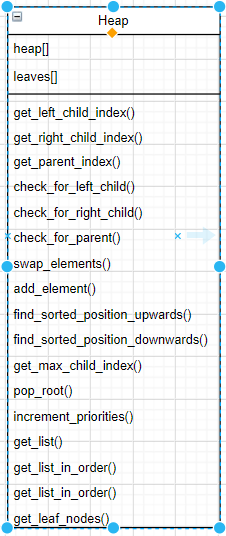 Heap
heap[]
leaves[]
get_left_child_index()
get_right_child_index()
get_parent_index()
check_for_left_child()
check_for_right_child()
check_for_parent()
swap_elements()
add_element()
find_sorted_position_upwards()
find_sorted_position_downwards()
get_max_child_index()
pop_root()
increment_priorities()
get_list()
get_list_in_order()
get_list_in_order()
get_leaf_nodes()